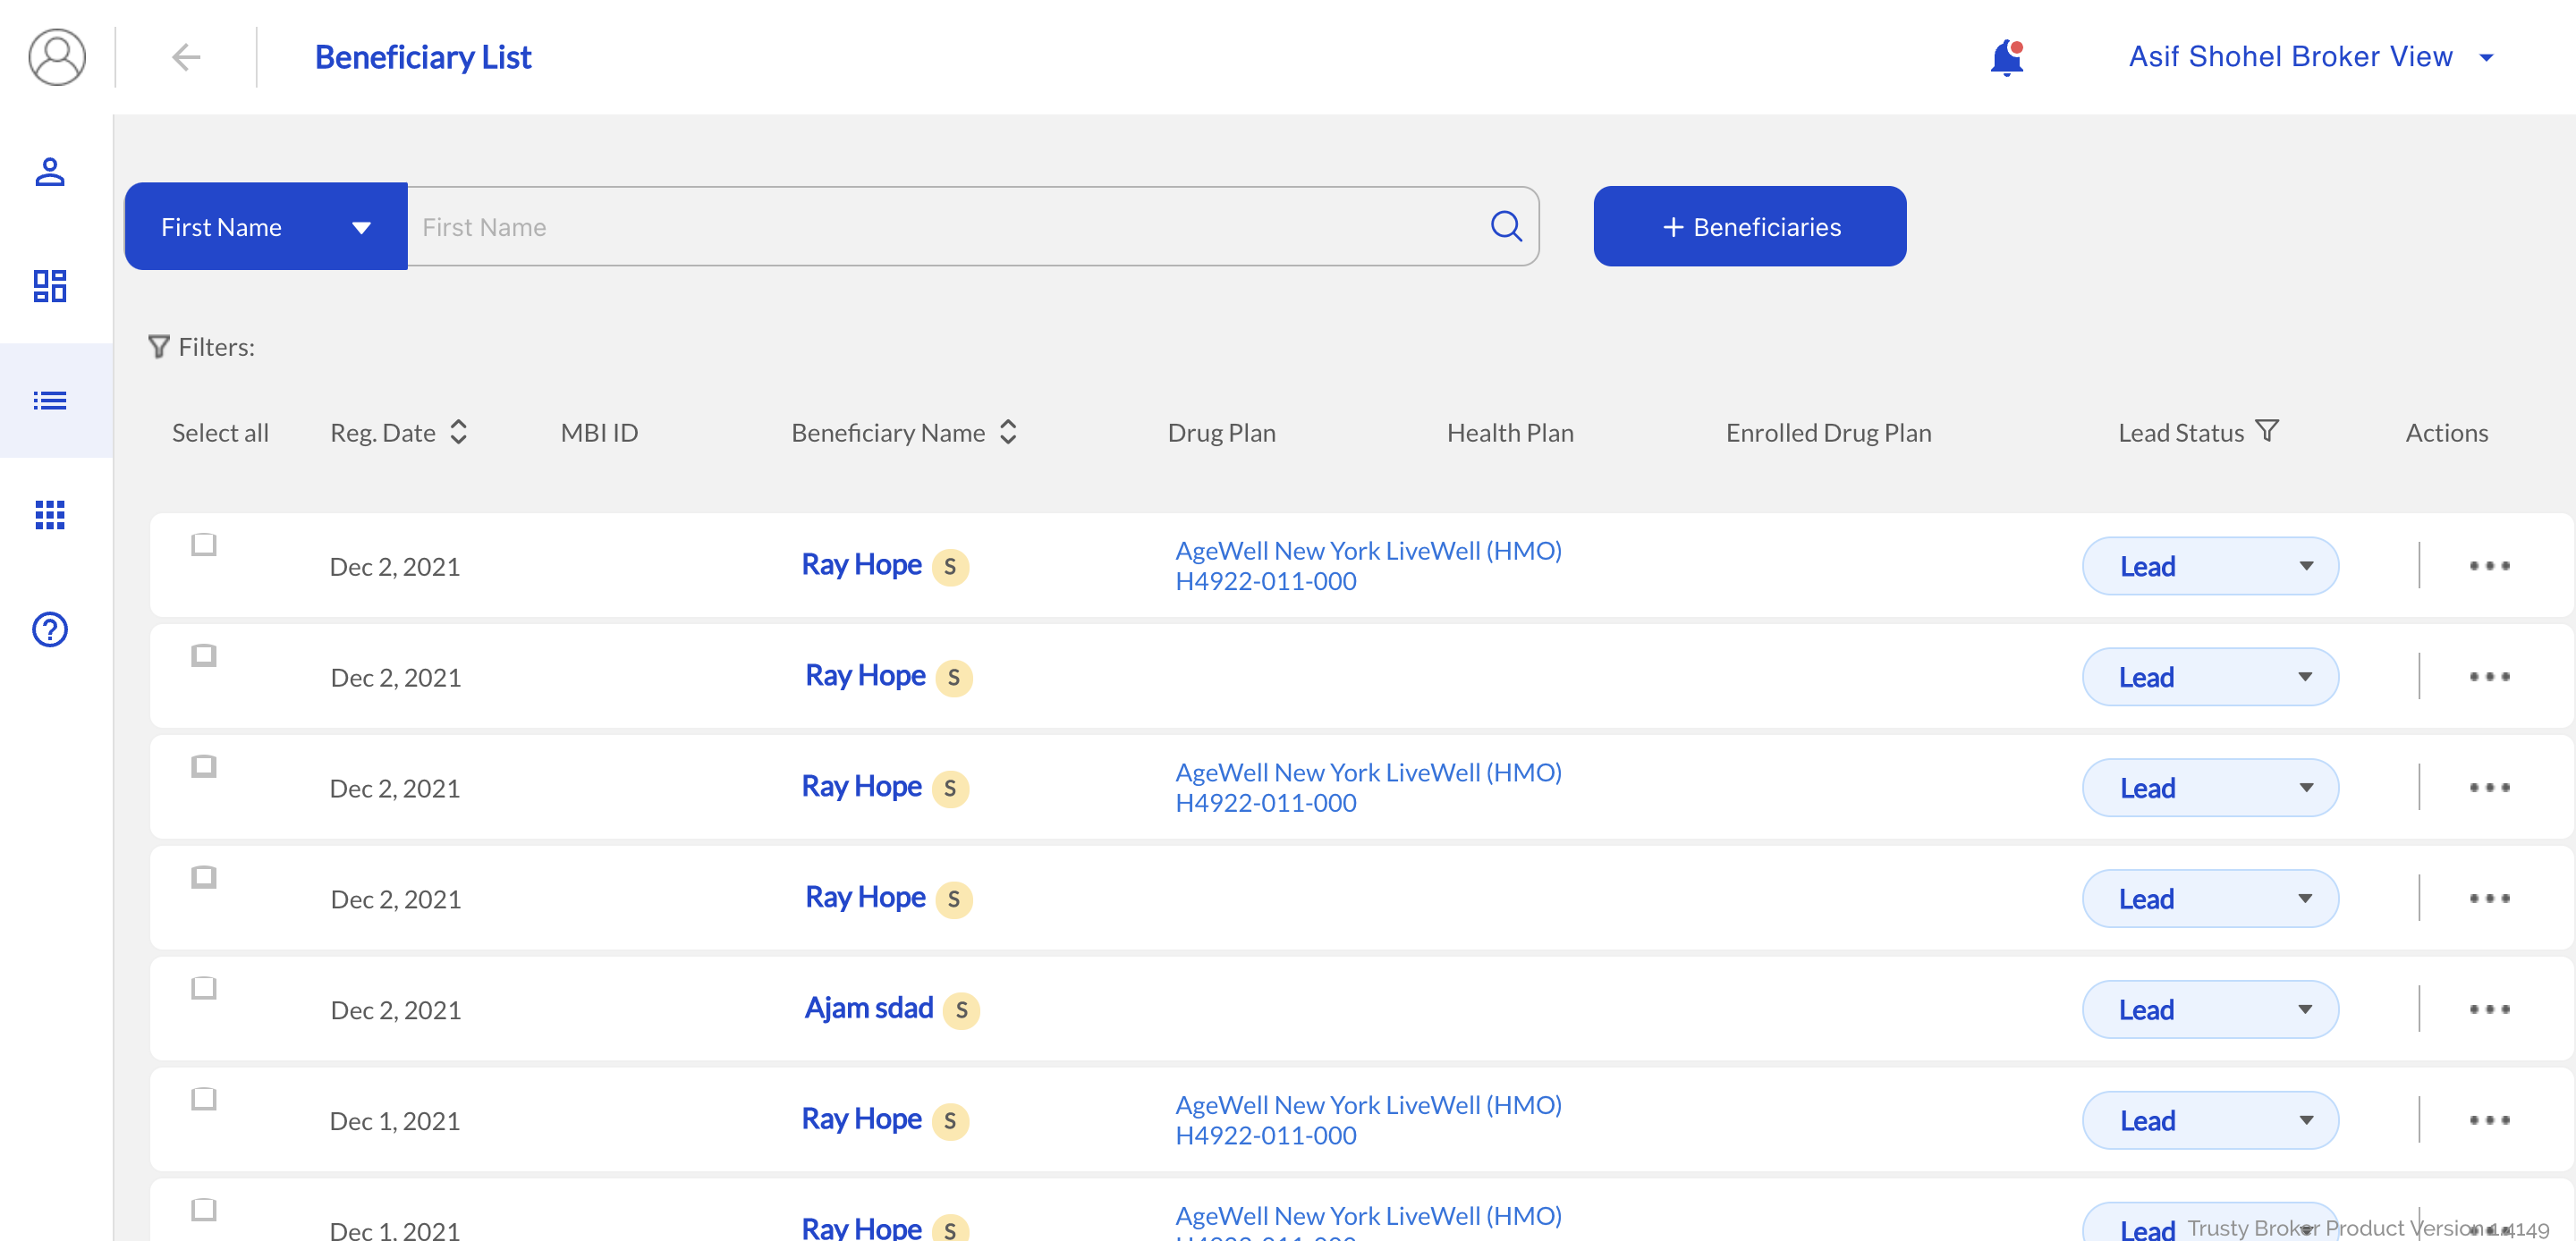 Beneficiary List
Asif Shohel Broker View
First Name
First Name
+ Beneficiaries
Filters:
Select all Reg. Date MBI ID Beneficiary Name Drug Plan Health Plan Enrolled Drug Plan Lead Status Actions
Dec 2, 2021 Ray Hope S AgeWell New York LiveWell (HMO) Lead
H4922-011-000
Dec 2, 2021 Ray Hope S Lead
Dec 2, 2021 Ray Hope S AgeWell New York LiveWell (HMO) Lead
H4922-011-000
Dec 2, 2021 Ray Hope S Lead
Dec 2, 2021 Ajam sdad S Lead
Dec 1, 2021 Ray Hope S AgeWell New York LiveWell (HMO) Lead
H4922-011-000
Dec 1, 2021 Ray Hope S AgeWell New York LiveWell (HMO) Lead
Trusty Broker Product Version